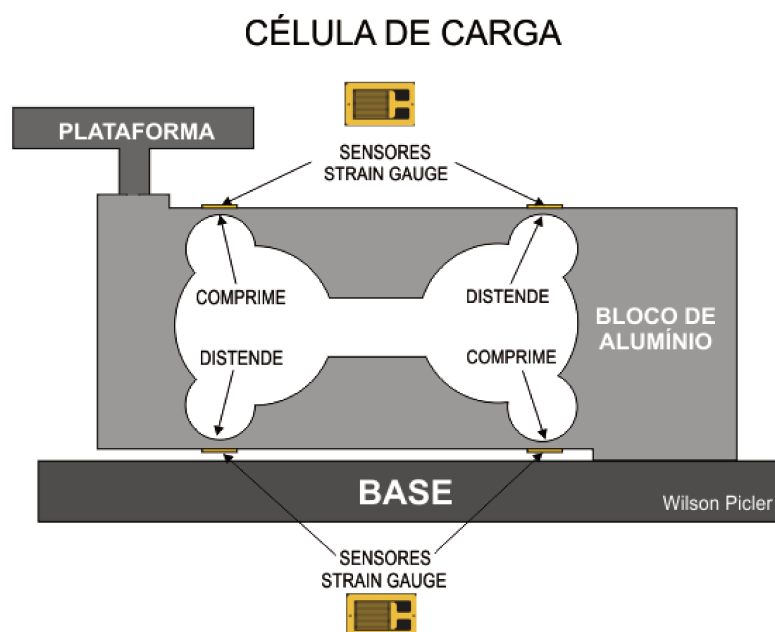 CÉLULA DE CARGA
PLATAFORMA
SENSORES
STRAIN GAUGE
COMPRIME
DISTENDE
DISTENDE
COMPRIME
BLOCO DE
ALUMÍNIO
BASE
Wilson Picler
SENSORES
STRAIN GAUGE